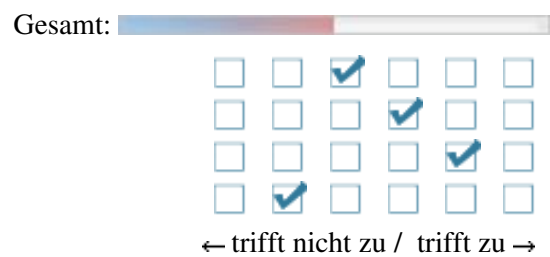 Gesamt:
← trifft nicht zu / trifft zu →